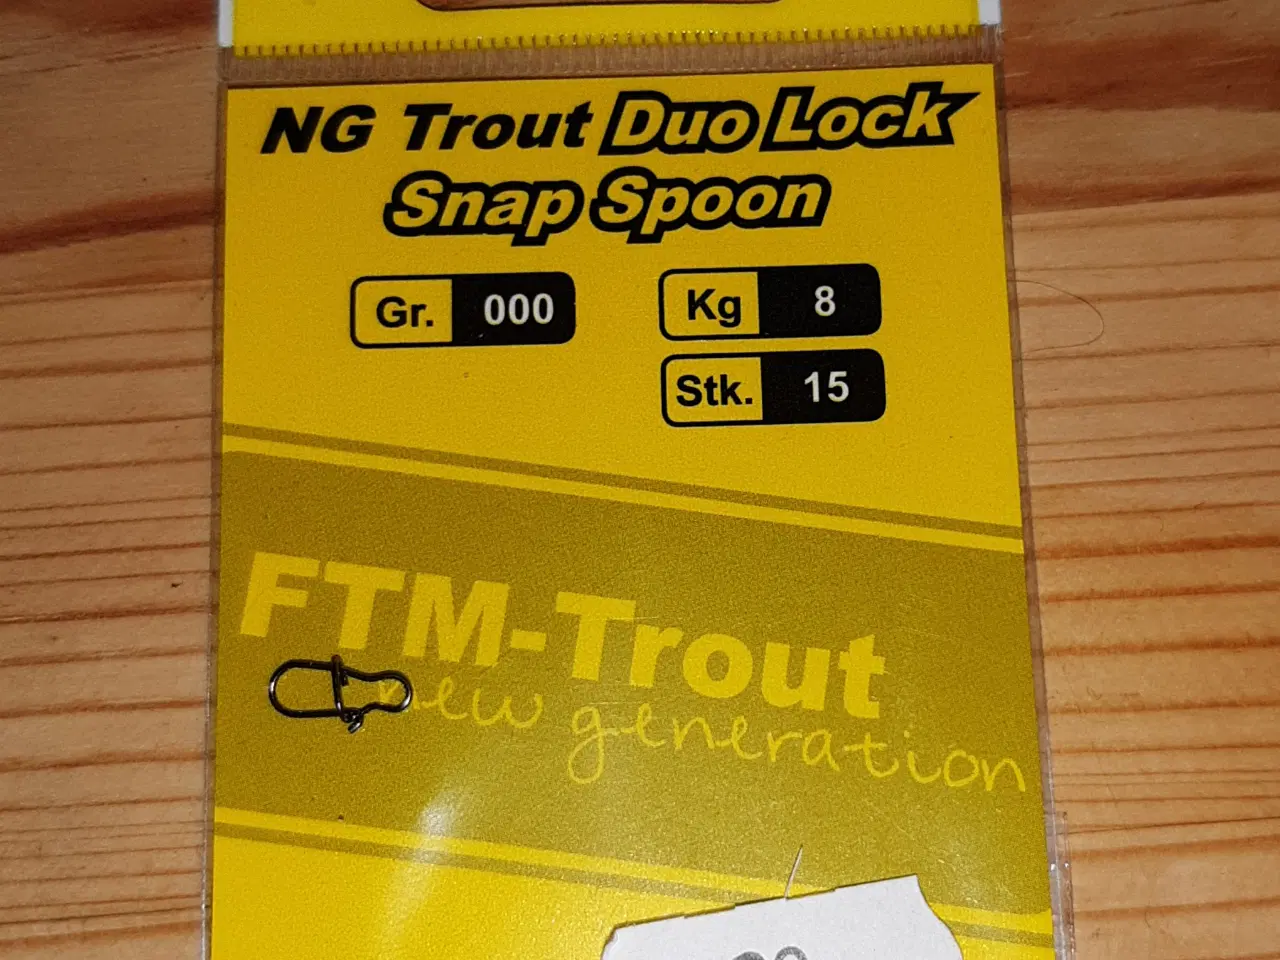 NG Trout Duo Lock
Snap Spoon
Gr. 000
Kg 8
Stk. 15
FTM-Trout
new generation